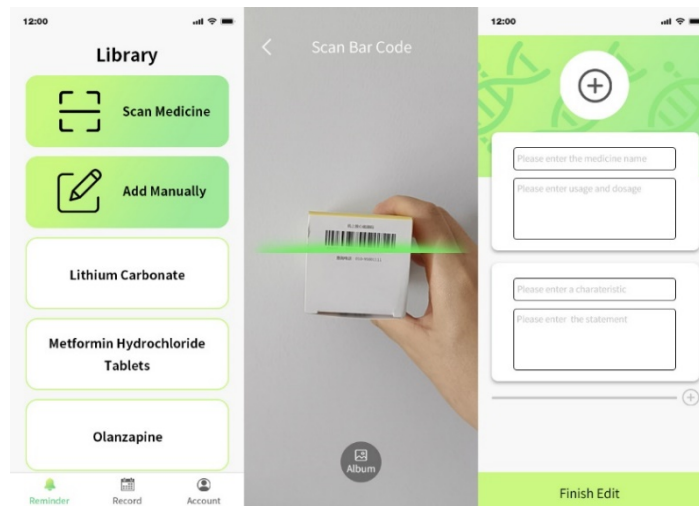 12:00
Library
Scan Medicine
Add Manually
Lithium Carbonate
Metformin Hydrochloride
Tablets
Olanzapine
Reminder
Record
Account
Scan Bar Code
Album
12:00
Please enter the medicine name
Please enter usage and dosage
Please enter a charateristic
Please enter the statement
Finish Edit